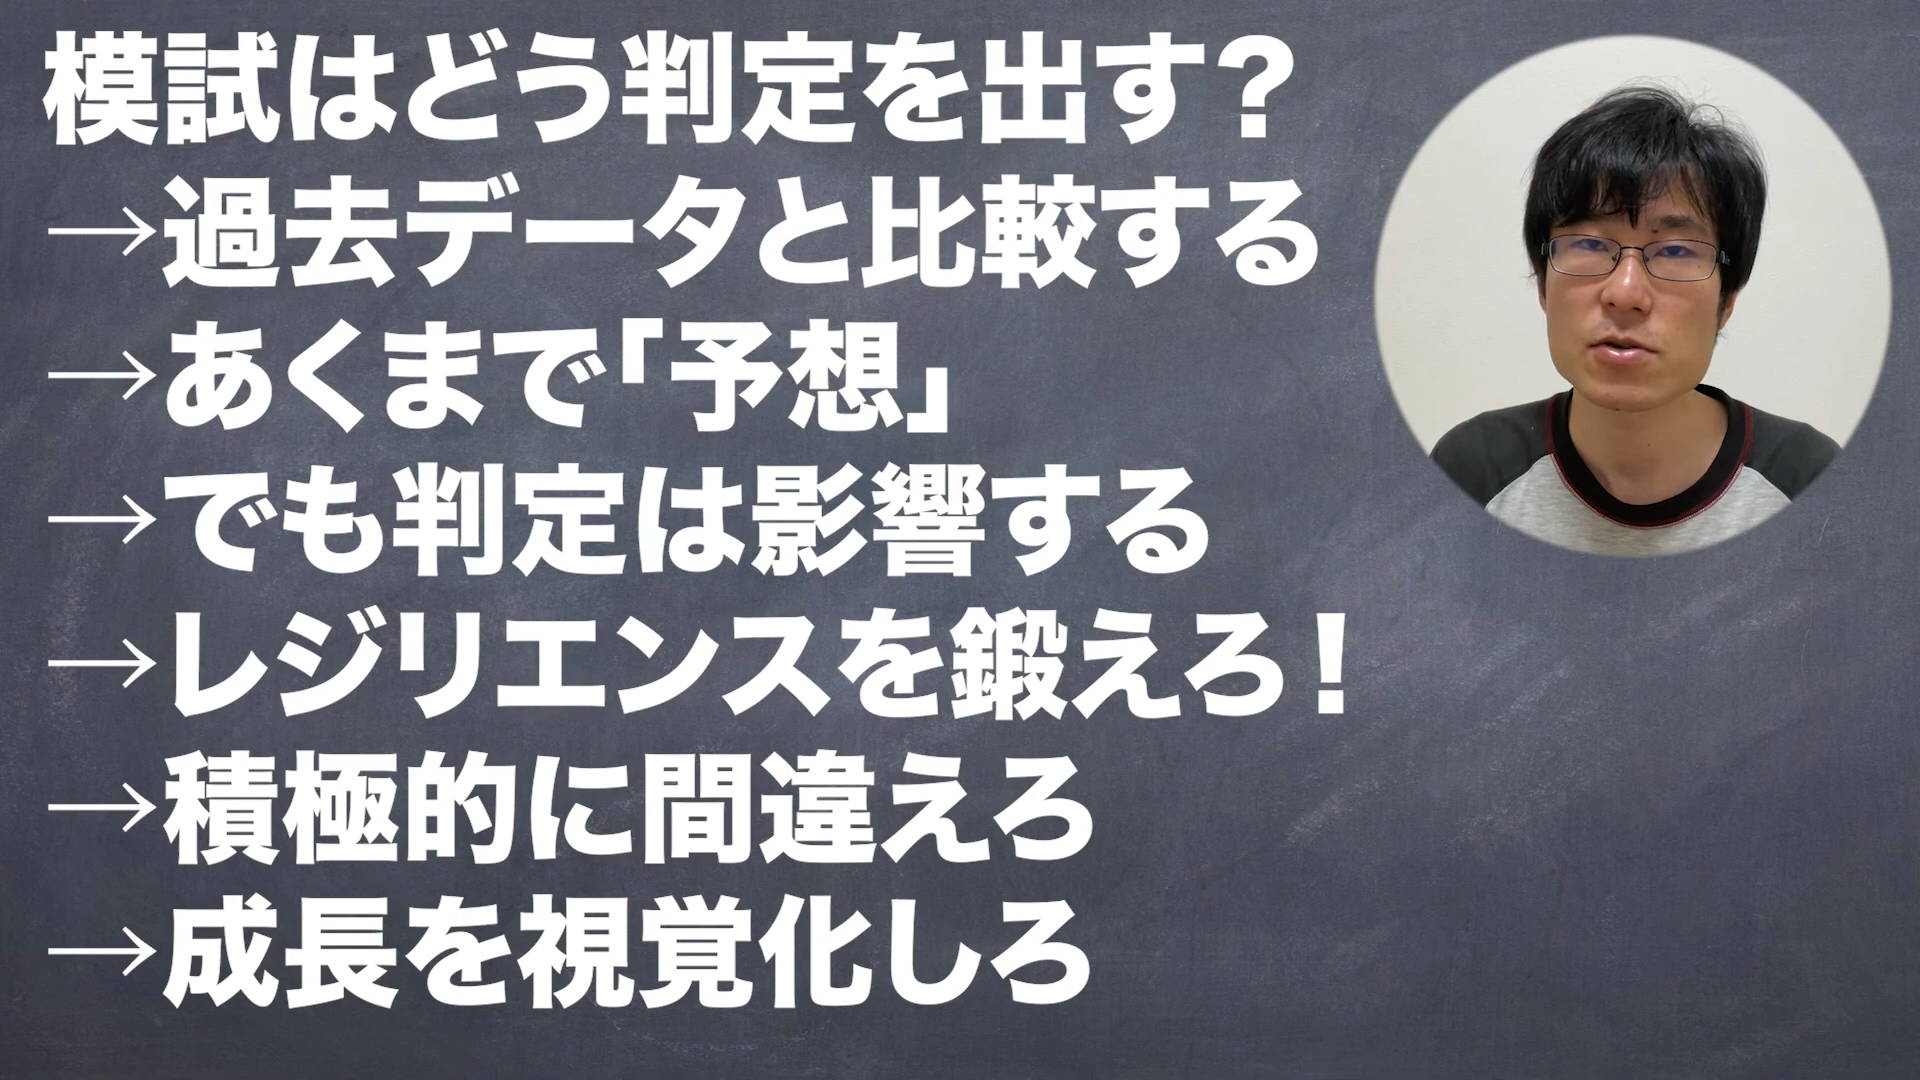 模試はどう判定を出す？
→過去データと比較する
→あくまで「予想」
→でも判定は影響する
→レジリエンスを鍛えろ！
→積極的に間違えろ
→成長を視覚化しろ